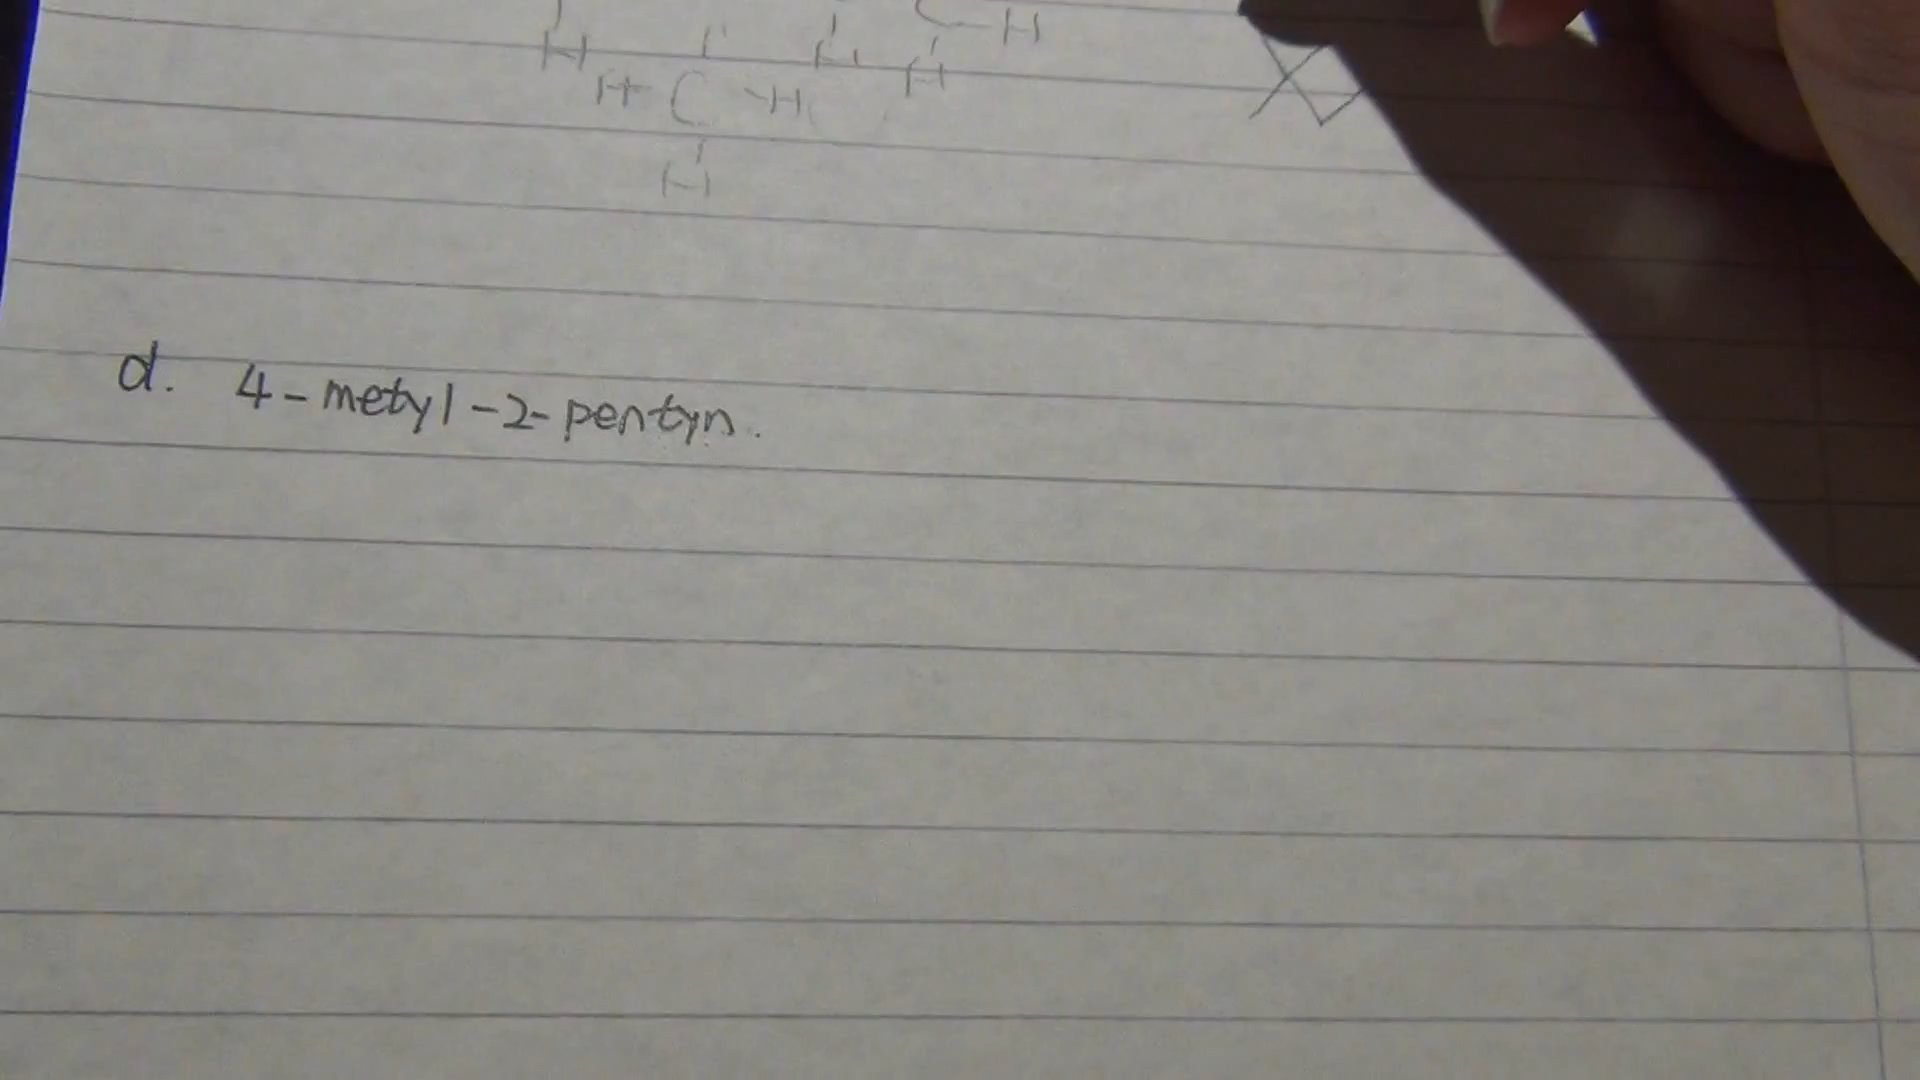 C H
H H H
H C H
H
d. 4-metyl-2-pentyn.